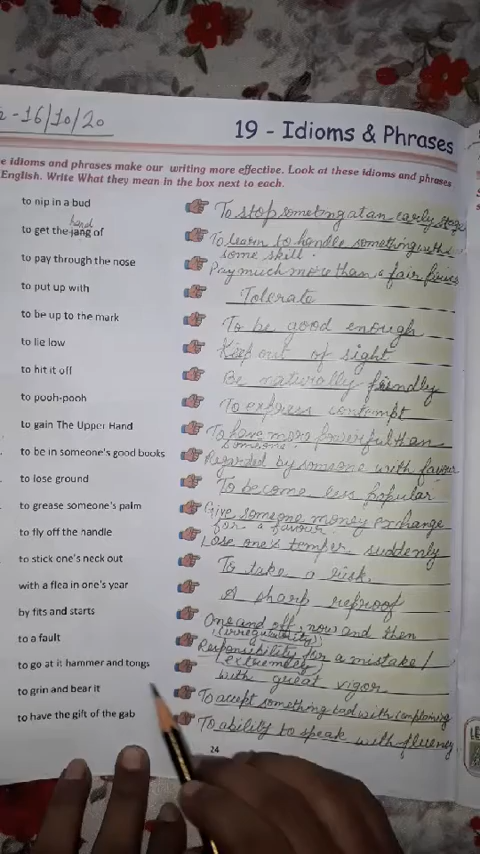 -16/10/20
19 - Idioms & Phrases
e idioms and phrases make our writing more effective. Look at these idioms and phrases
English. Write What they mean in the box next to each.
to nip in a bud
To stop someting at an early stage
hand
to get the jang of
To learn to handle something with
some skill.
to pay through the nose
Pay much more than a fair
to put up with
Tolerate
to be up to the mark
To be good enough
to lie low
Keep out of sight
to hit it off
Be naturally friendly
to pooh-pooh
To express contempt
to gain The Upper Hand
To have more powerful than
someone.
to be in someone's good books
Regarded by someone with favour
to lose ground
To become less popular
to grease someone's palm
Give someone money exchange
for a favour.
to fly off the handle
Lose one's temper suddenly
to stick one's neck out
To take a risk.
with a flea in one's year
A sharp reproof
by fits and starts
One and off, now and then
(irregularity)
to a fault
Responsibility for a mistake/
(extremely)
to go at it hammer and tongs
with great vigor
to grin and bear it
To accept something bad with complaining
to have the gift of the gab
To ability to speak with fluency
24